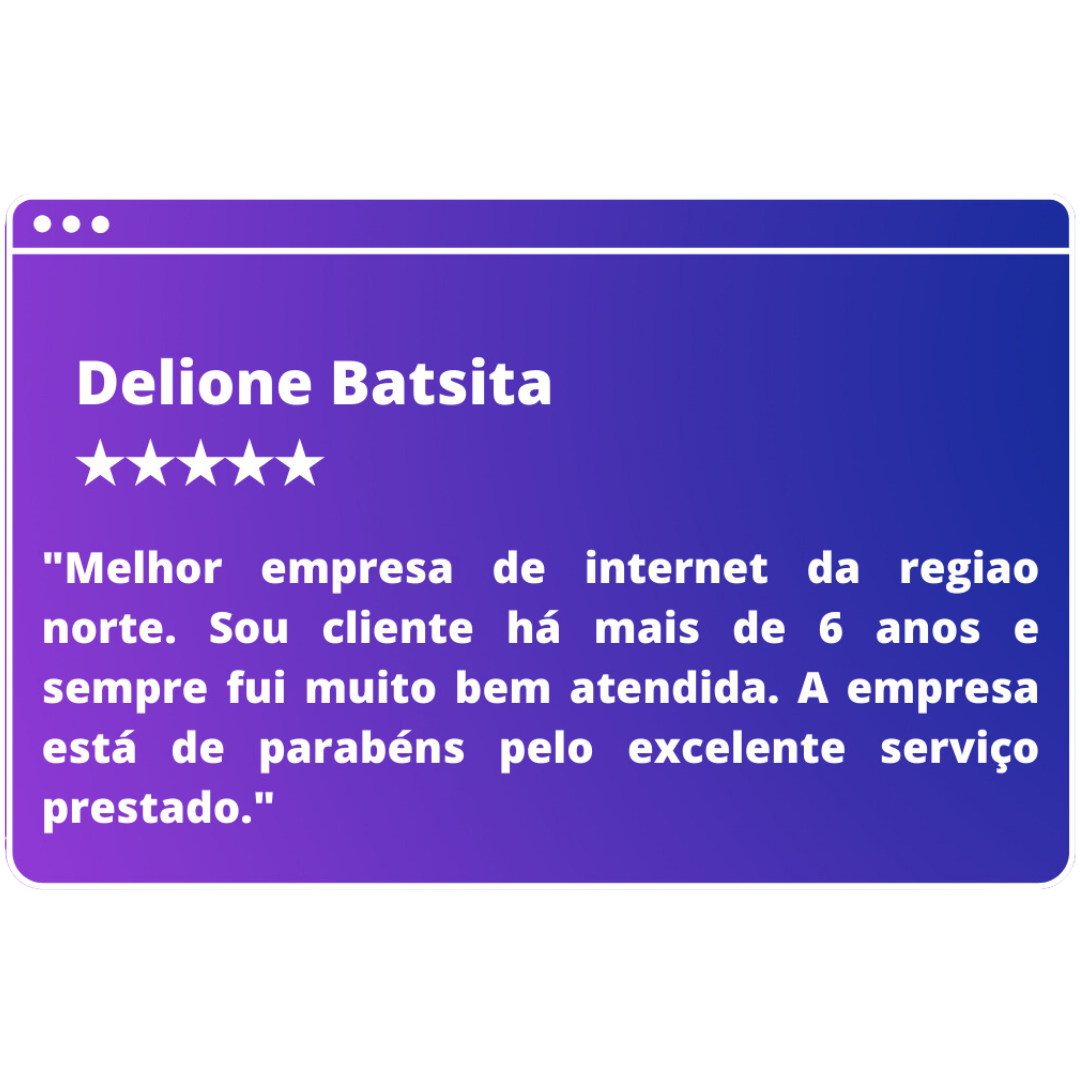 Delione Batsita
★★★★★
"Melhor empresa de internet da regiao
norte. Sou cliente há mais de 6 anos e
sempre fui muito bem atendida. A empresa
está de parabéns pelo excelente serviço
prestado."